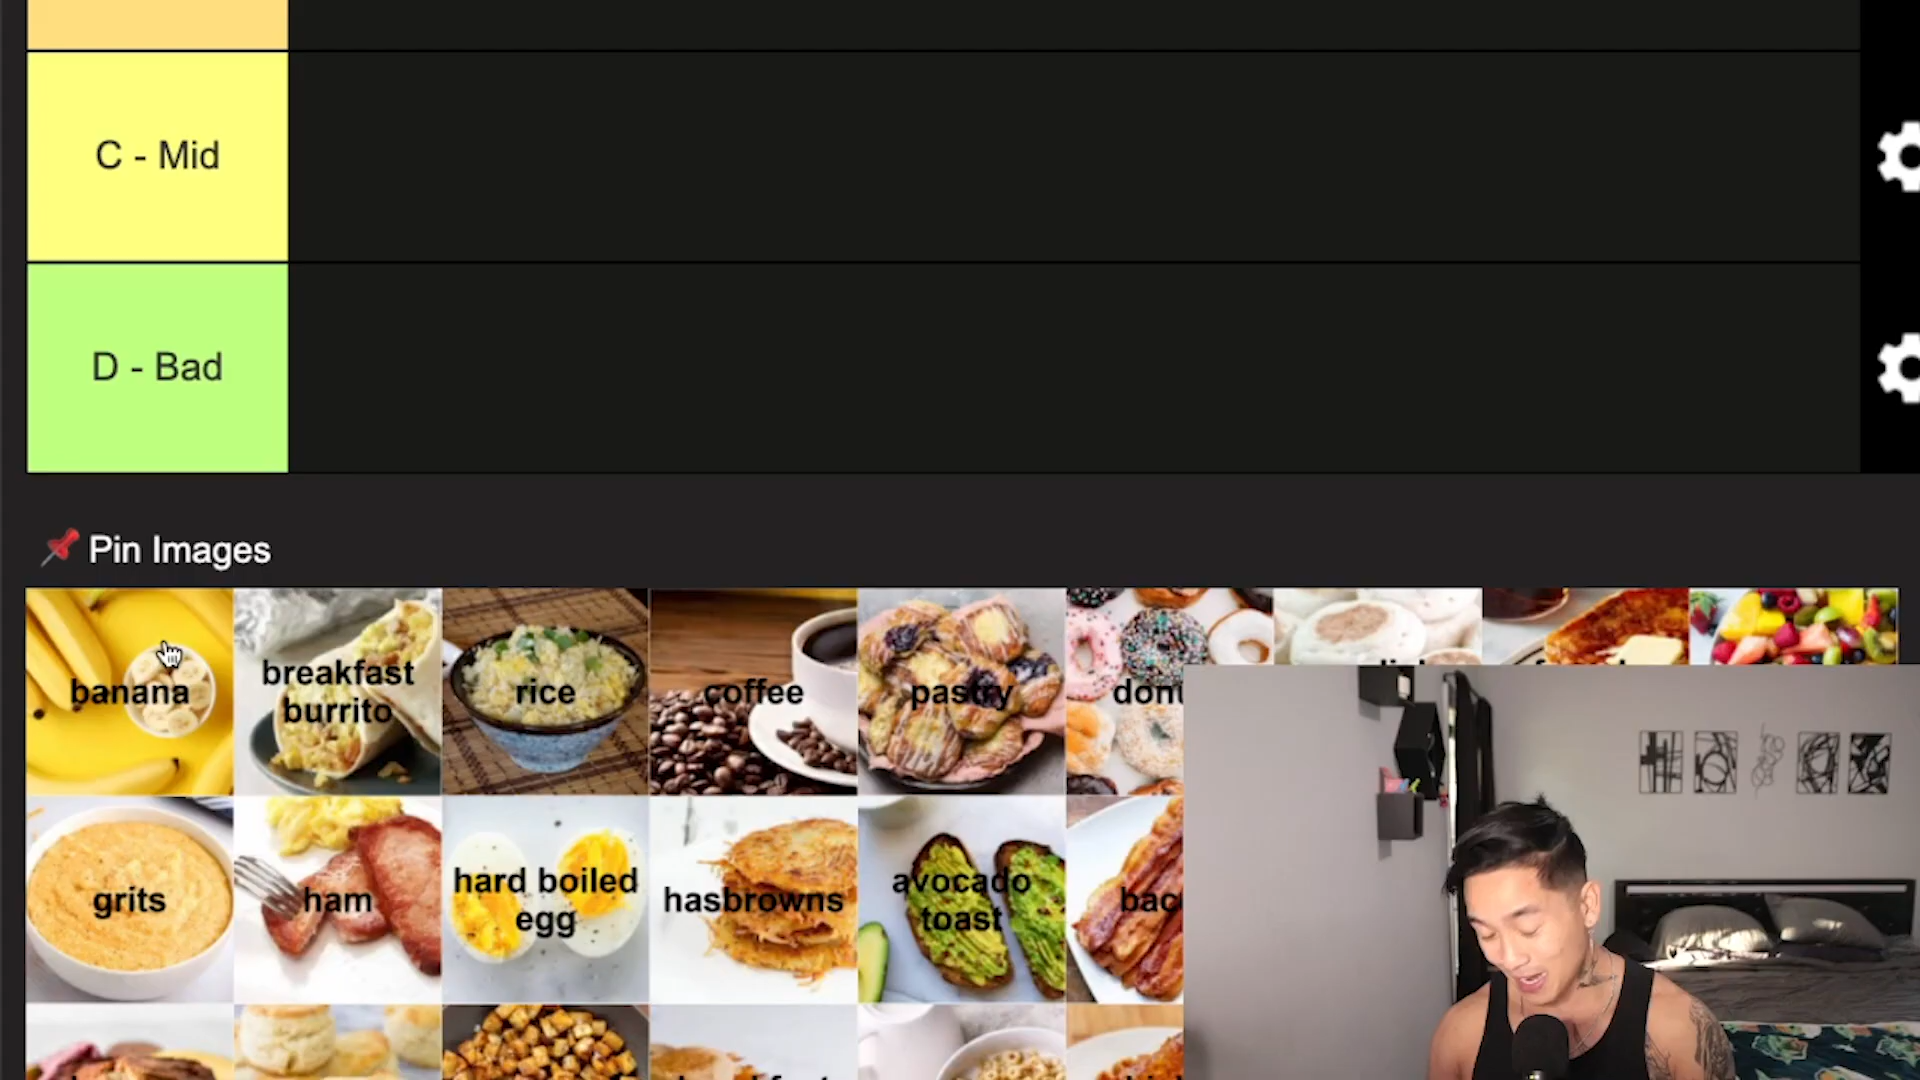 C - Mid
D - Bad
Pin Images
banana
breakfast
burrito
rice
coffee
pastry
grits
ham
hard boiled
egg
hasbrowns
avocado
toast